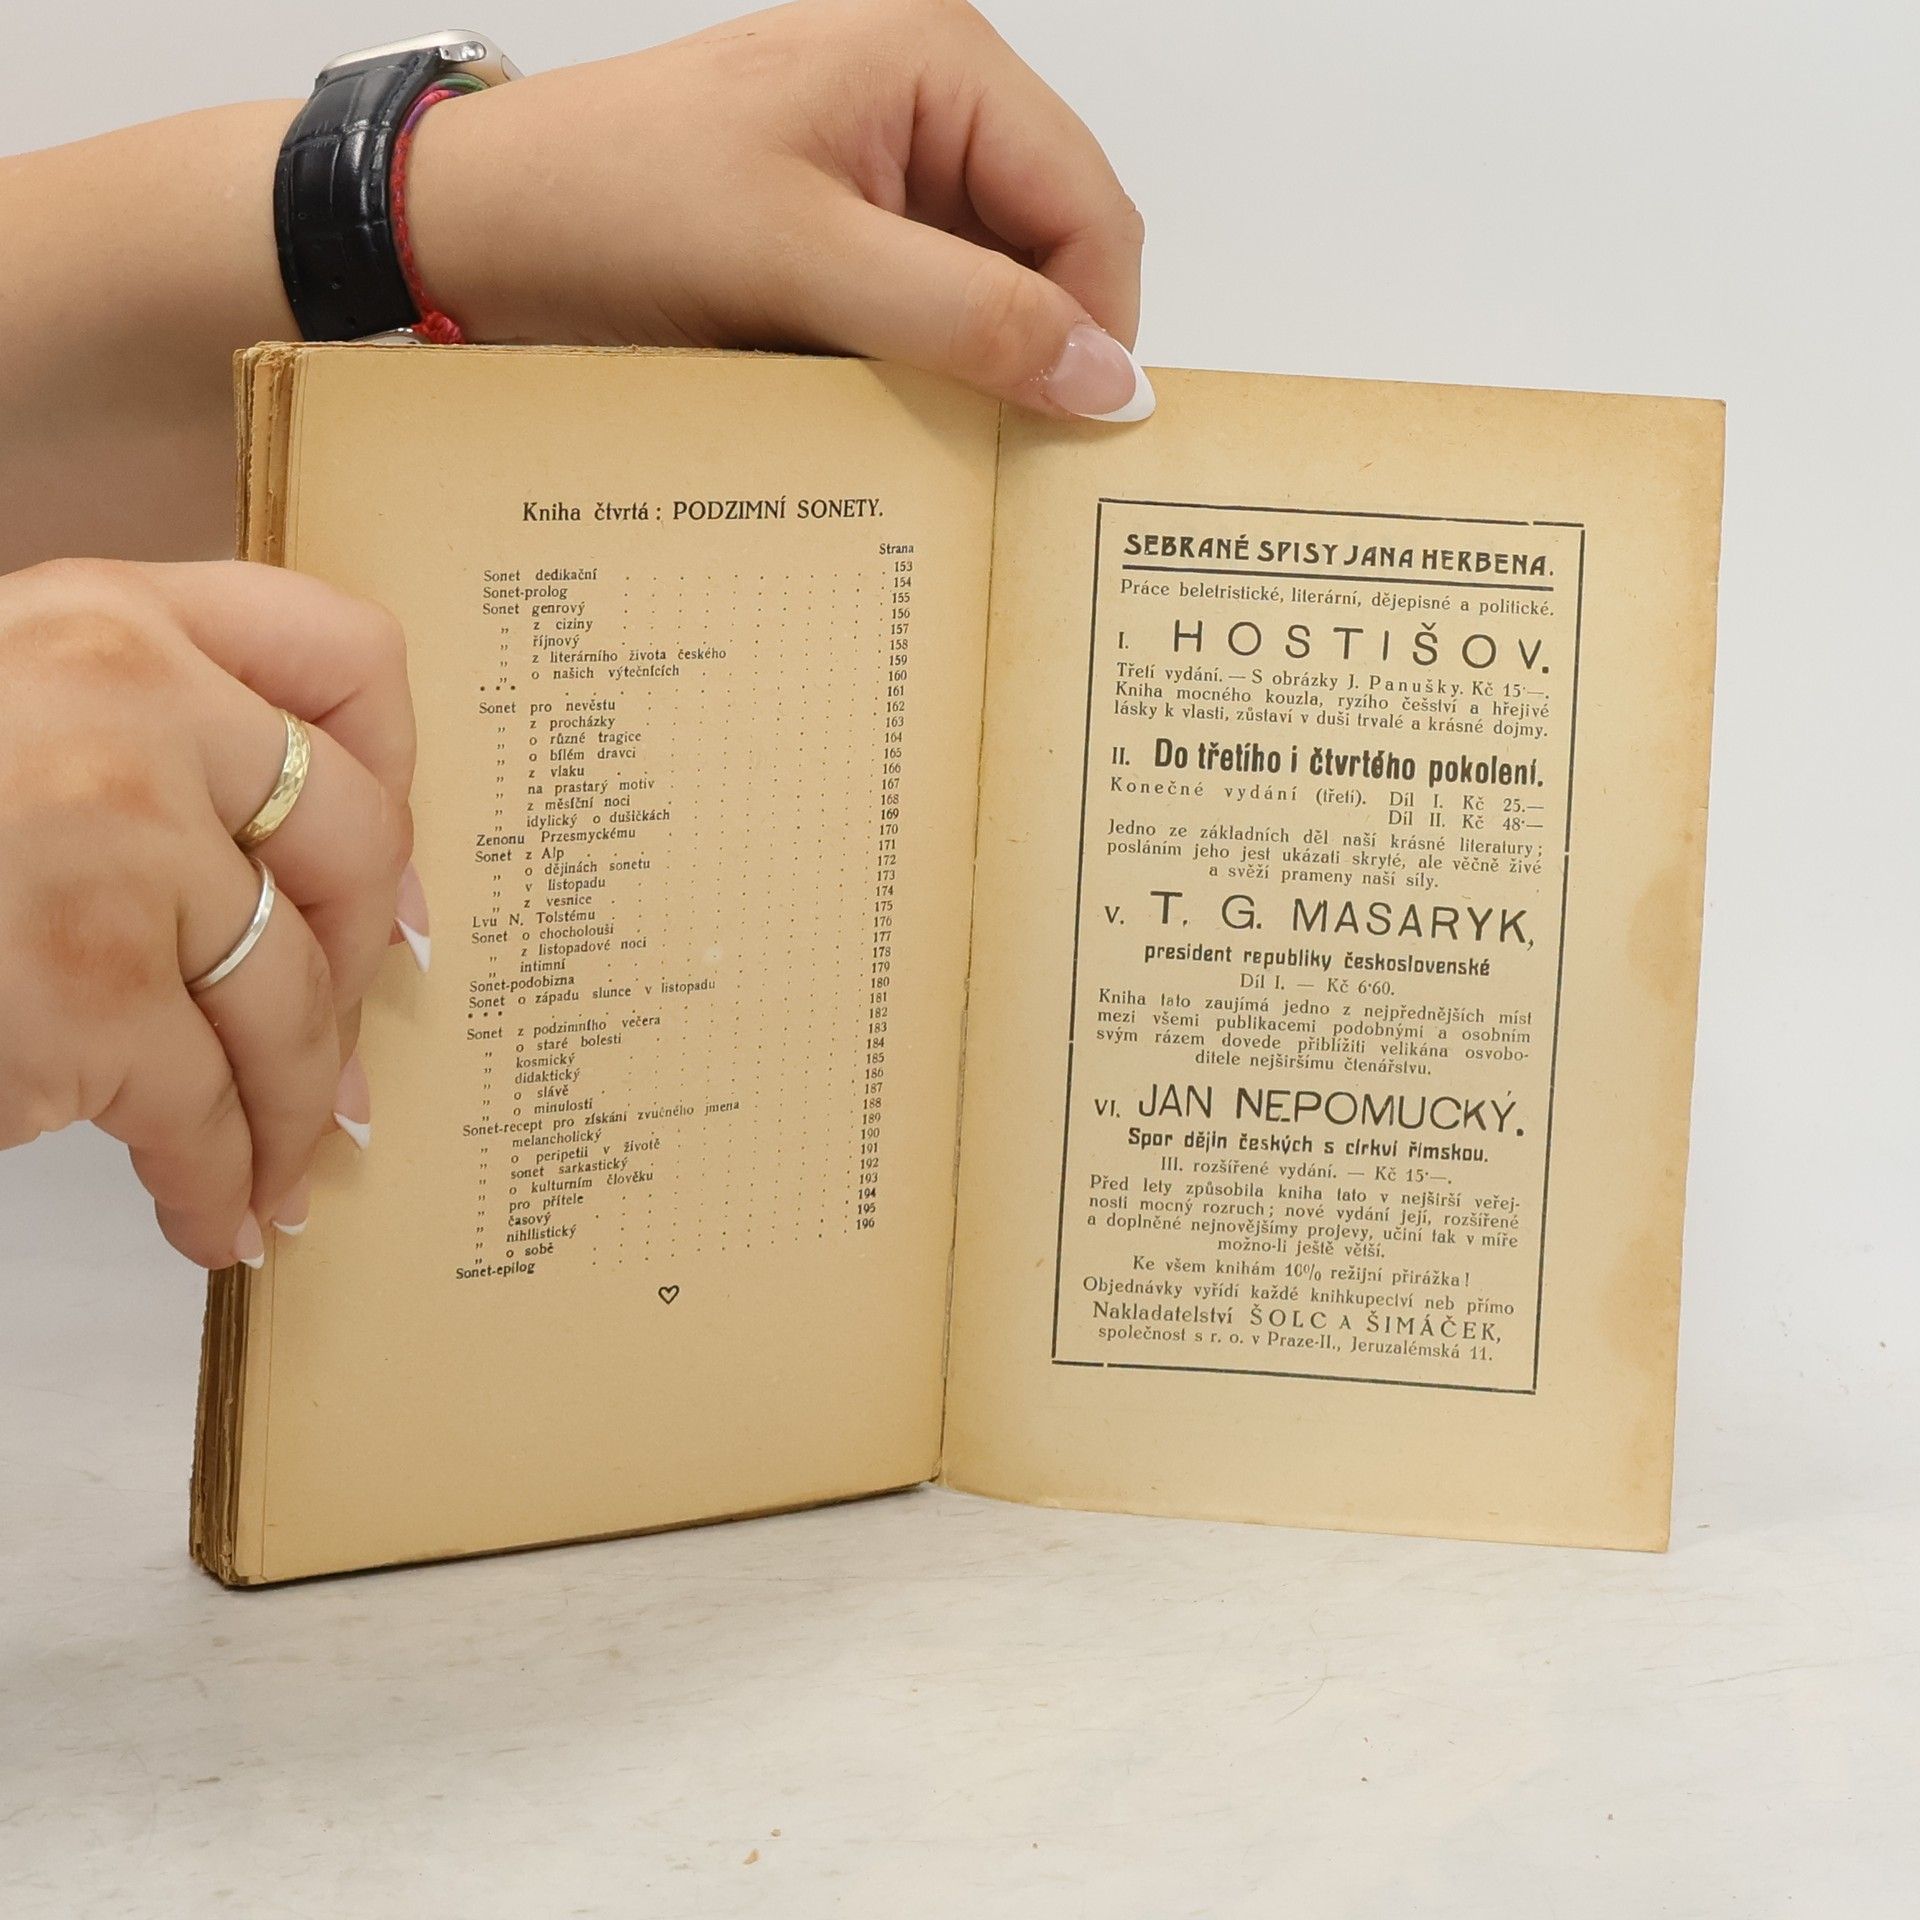 Kniha čtvrtá : PODZIMNÍ SONETY.
Strana
Sonet dedikační . . . . . . . . . . 153
Sonet-prolog . . . . . . . . . . 154
Sonet genrový . . . . . . . . . . 155
„ z ciziny . . . . . . . . . . 156
„ říjnový . . . . . . . . . . 157
„ z literárního života českého . . . . . 158
„ o našich výtečnících . . . . . . . 159
* * * . . . . . . . . . . 160
Sonet pro nevěstu . . . . . . . . . 161
„ z procházky . . . . . . . . . 162
„ o různé tragice . . . . . . . . 163
„ o bílém dravci . . . . . . . . 164
„ z vlaku . . . . . . . . . . 165
„ na prastarý motiv . . . . . . . . 166
„ z měsíční noci . . . . . . . . 167
„ idylický o dušičkách . . . . . . . 168
Zenonu Przesmyckému . . . . . . . . 169
Sonet z Alp . . . . . . . . . . 170
„ o dějinách sonetu . . . . . . . . 171
„ v listopadu . . . . . . . . . 172
„ z vesnice . . . . . . . . . . 173
Lvu N. Tolstému . . . . . . . . . 174
Sonet o chocholouši . . . . . . . . . 175
„ z listopadové noci . . . . . . . . 176
„ intimní . . . . . . . . . . 177
Sonet-podobizna . . . . . . . . . 178
Sonet o západu slunce v listopadu . . . . . . 179
* * * . . . . . . . . . . 180
Sonet z podzimního večera . . . . . . . 181
„ o staré bolesti . . . . . . . . 182
„ kosmický . . . . . . . . . . 183
„ didaktický . . . . . . . . . 184
„ o slávě . . . . . . . . . . 185
„ o minulosti . . . . . . . . . 186
Sonet-recept pro získání zvučného jmena . . . . . 187
„ melancholický . . . . . . . . . 188
„ o peripetii v životě . . . . . . . 189
„ sonet sarkastický . . . . . . . . 190
„ o kulturním člověku . . . . . . . 191
„ pro přítele . . . . . . . . . 192
„ časový . . . . . . . . . . 193
„ nihilistický . . . . . . . . . 194
„ o sobě . . . . . . . . . . 195
Sonet-epilog . . . . . . . . . . 196
SEBRANÉ SPISY JANA HERBENA.
Práce beletristické, literární, dějepisné a politické.
I. HOSTIŠOV.
Třetí vydání. — S obrázky J. Panušky. Kč 15·—.
Kniha mocného kouzla, ryzího češství a hřejivé
lásky k vlasti, zůstaví v duši trvalé a krásné dojmy.
II. Do třetího i čtvrtého pokolení.
Konečné vydání (třetí). Díl I. Kč 25.—
Díl II. Kč 48·—
Jedno ze základních děl naší krásné literatury ;
posláním jeho jest ukázati skryté, ale věčně živé
a svěží prameny naší síly.
V. T. G. MASARYK,
president republiky československé
Díl I. — Kč 6·60.
Kniha tato zaujímá jedno z nejpřednějších míst
mezi všemi publikacemi podobnými a osobním
svým rázem dovede přiblížiti velikána osvobo-
ditele nejširšímu čtenářstvu.
VI. JAN NEPOMUCKÝ.
Spor dějin českých s církví římskou.
III. rozšířené vydání. — Kč 15·—.
Před lety způsobila kniha tato v nejširší veřej-
nosti mocný rozruch ; nové vydání její, rozšířené
a doplněné nejnovějšímy projevy, učiní tak v míře
možno-li ještě větší.
Ke všem knihám 10% režijní přirážka !
Objednávky vyřídí každé knihkupectví neb přímo
Nakladatelství ŠOLC A ŠIMÁČEK,
společnost s r. o. v Praze-II., Jeruzalémská 11.